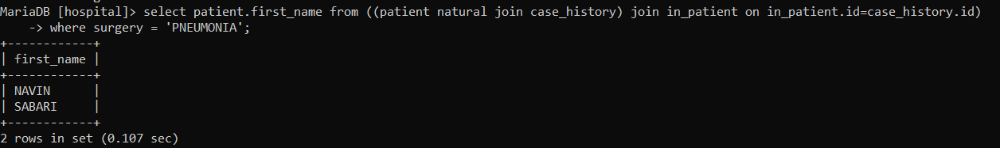 MariaDB [hospital]> select patient.first_name from ((patient natural join case_history) join in_patient on in_patient.id=case_history.id)
    -> where surgery = 'PNEUMONIA';
+------------+
| first_name |
+------------+
| NAVIN      |
| SABARI     |
+------------+
2 rows in set (0.107 sec)